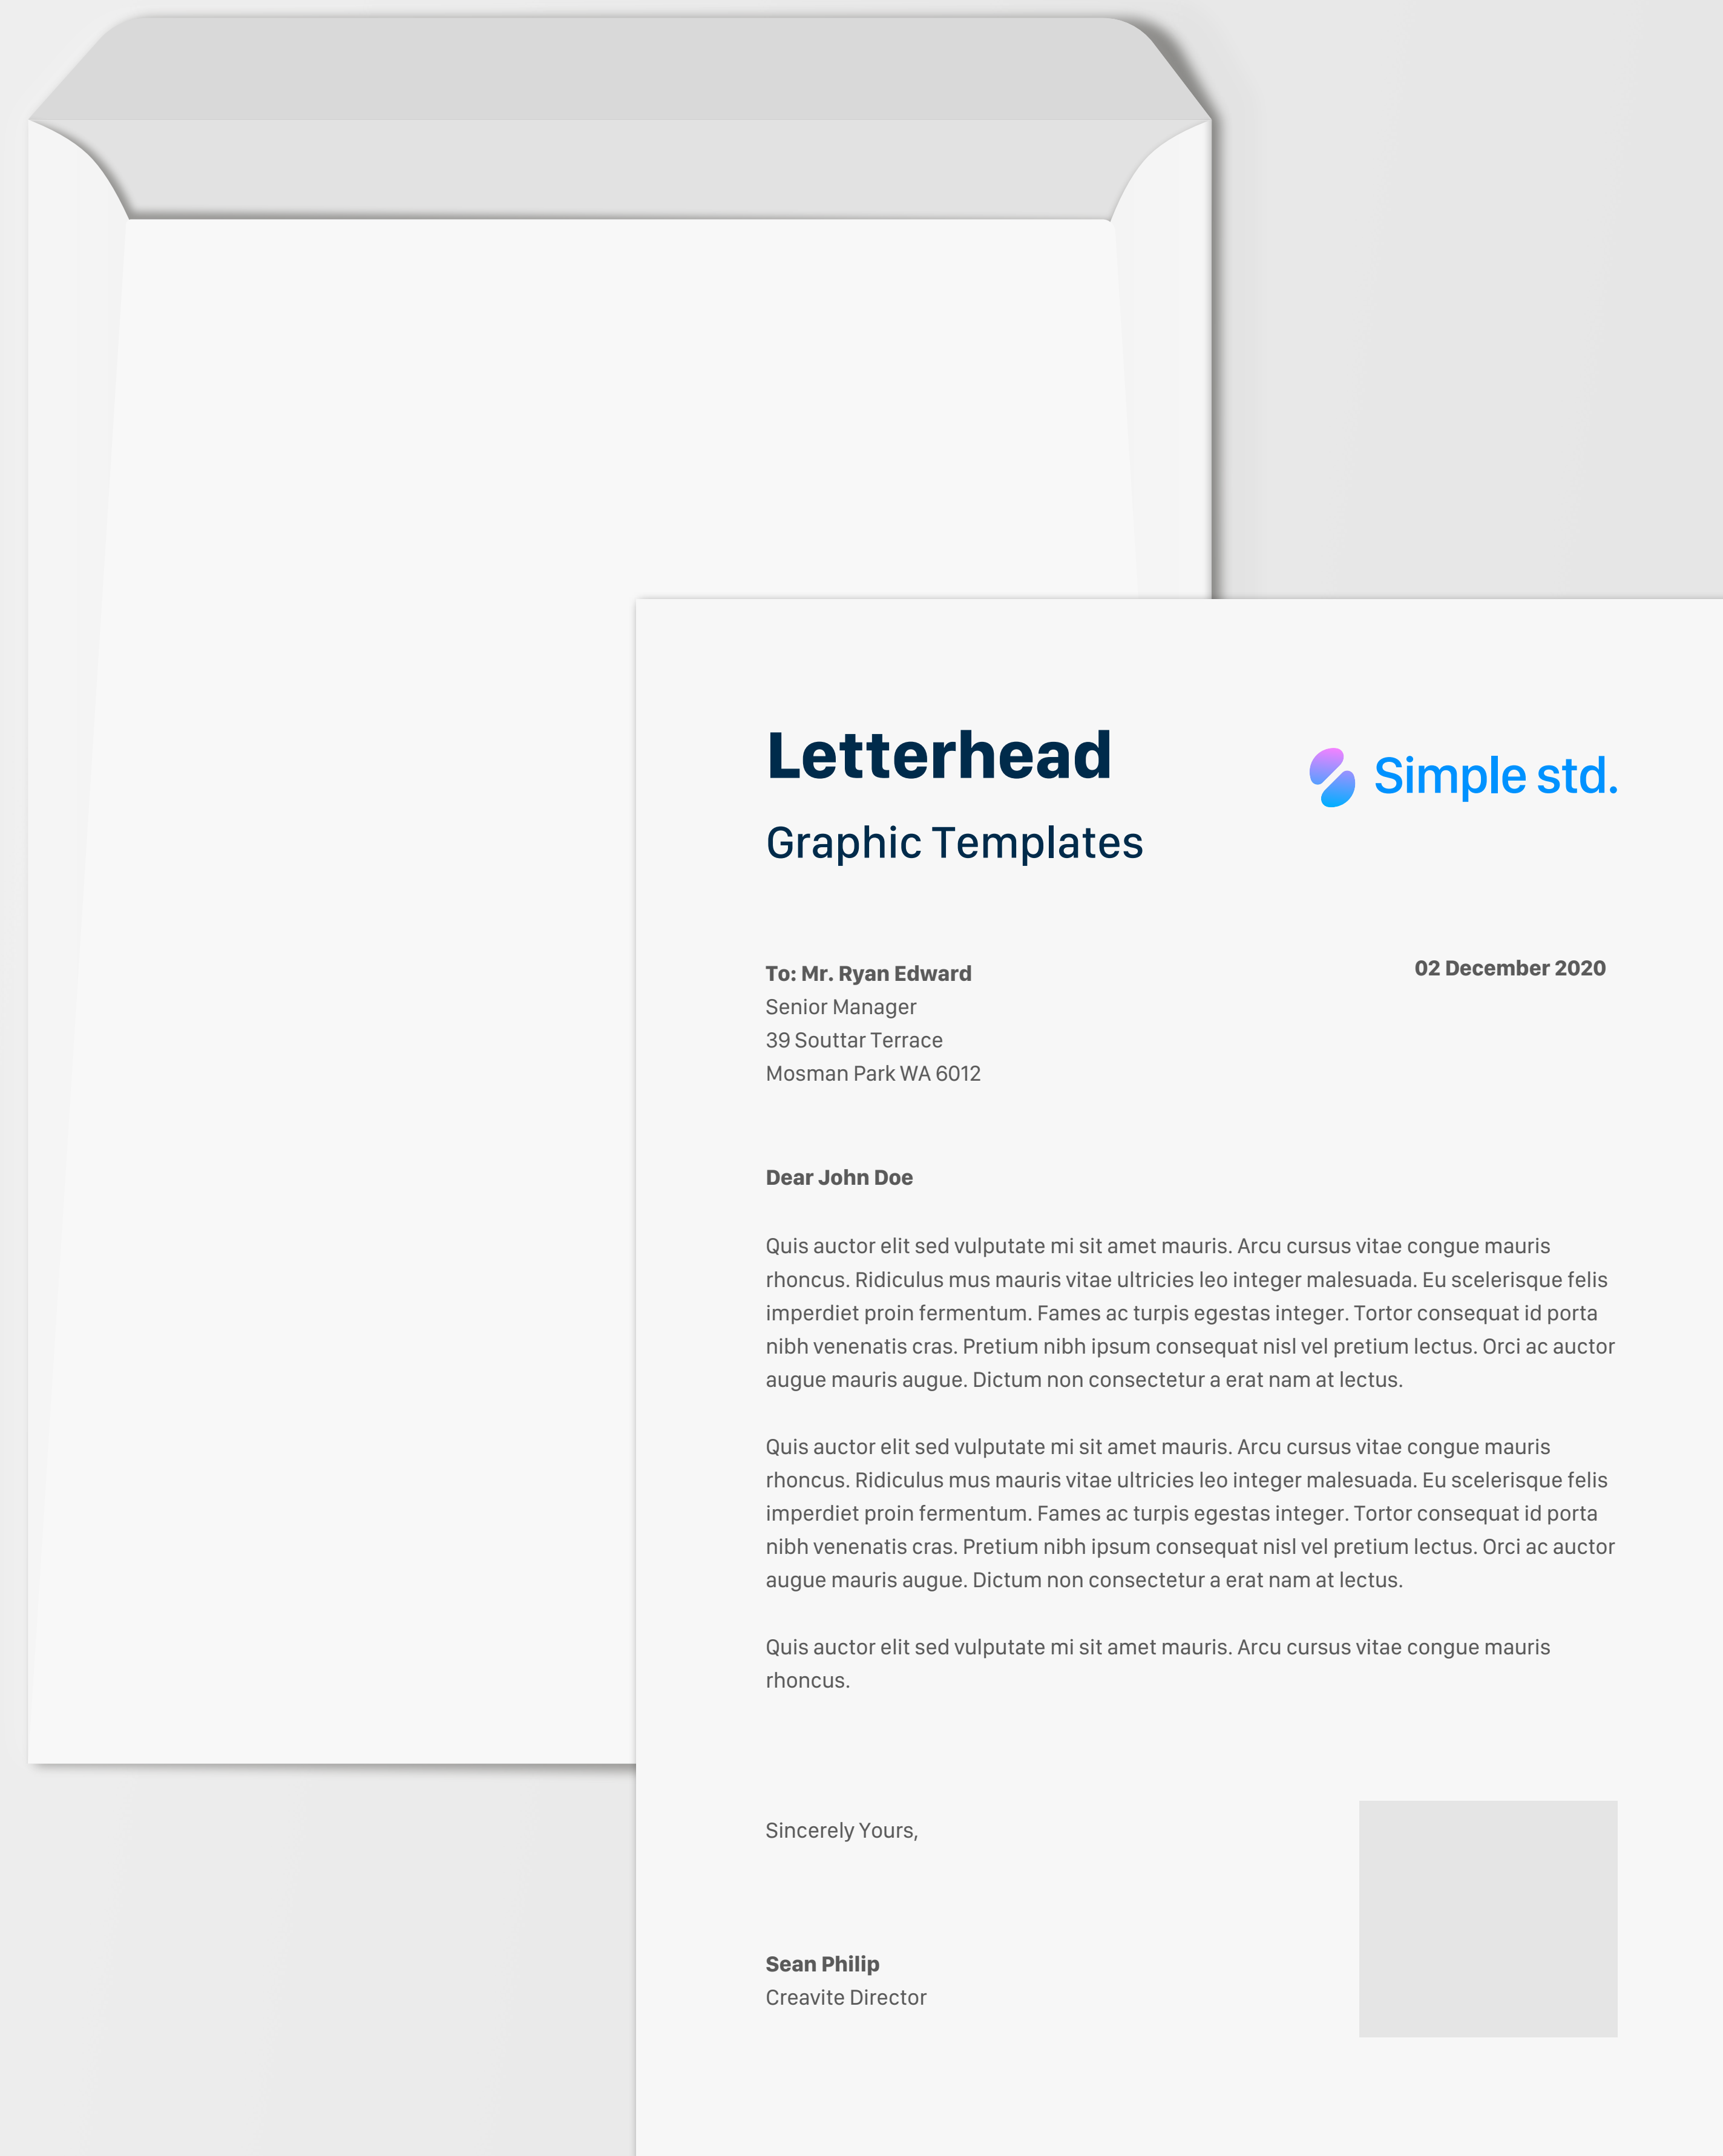 Letterhead
Simple std.
Graphic Templates
To: Mr. Ryan Edward
02 December 2020
Senior Manager
39 Souttar Terrace
Mosman Park WA 6012
Dear John Doe
Quis auctor elit sed vulputate mi sit amet mauris. Arcu cursus vitae congue mauris
rhoncus. Ridiculus mus mauris vitae ultricies leo integer malesuada. Eu scelerisque felis
imperdiet proin fermentum. Fames ac turpis egestas integer. Tortor consequat id porta
nibh venenatis cras. Pretium nibh ipsum consequat nisl vel pretium lectus. Orci ac auctor
augue mauris augue. Dictum non consectetur a erat nam at lectus.
Quis auctor elit sed vulputate mi sit amet mauris. Arcu cursus vitae congue mauris
rhoncus. Ridiculus mus mauris vitae ultricies leo integer malesuada. Eu scelerisque felis
imperdiet proin fermentum. Fames ac turpis egestas integer. Tortor consequat id porta
nibh venenatis cras. Pretium nibh ipsum consequat nisl vel pretium lectus. Orci ac auctor
augue mauris augue. Dictum non consectetur a erat nam at lectus.
Quis auctor elit sed vulputate mi sit amet mauris. Arcu cursus vitae congue mauris
rhoncus.
Sincerely Yours,
Sean Philip
Creavite Director